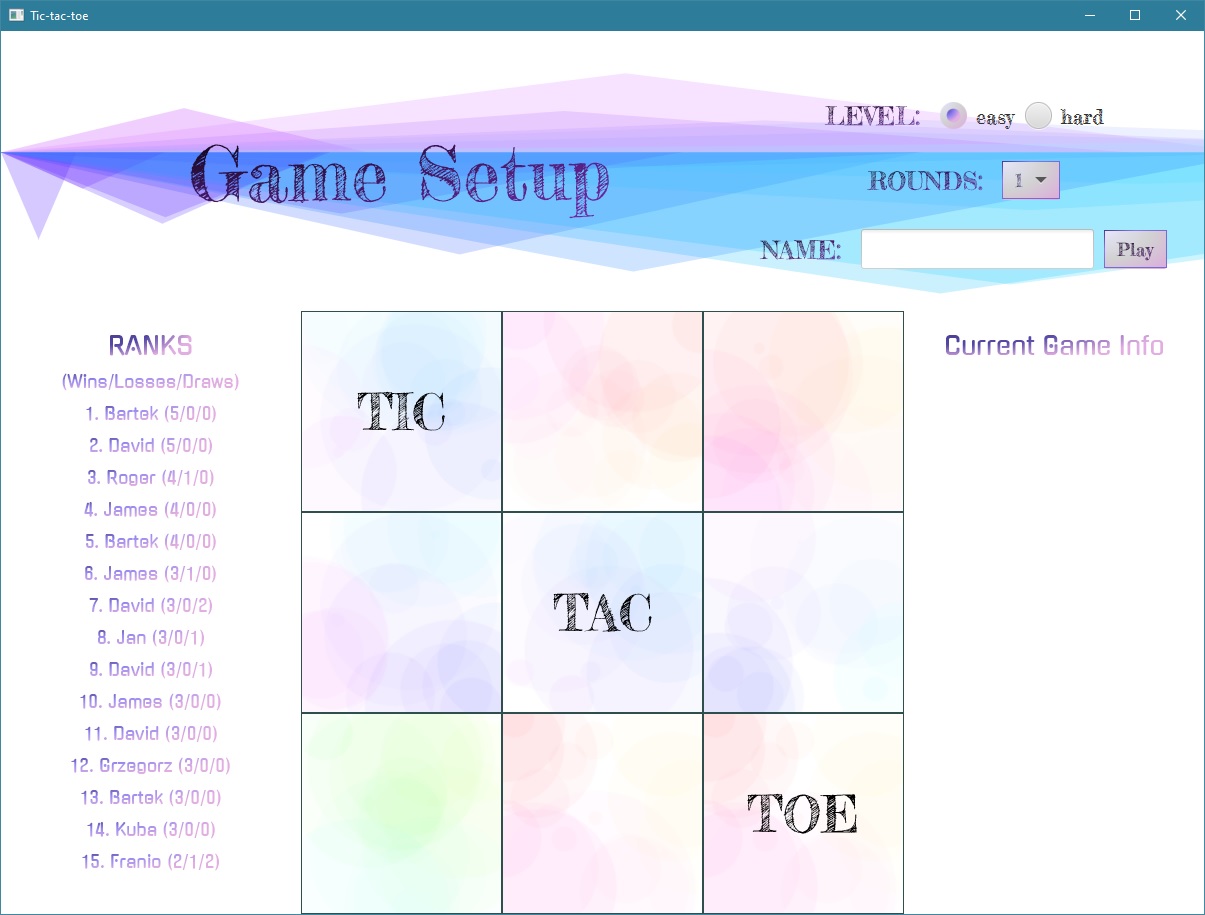 Tic-tac-toe
LEVEL: easy hard
Game Setup
ROUNDS: 1
NAME: Play
RANKS
(Wins/Losses/Draws)
1. Bartek (5/0/0)
2. David (5/0/0)
3. Roger (4/1/0)
4. James (4/0/0)
5. Bartek (4/0/0)
6. James (3/1/0)
7. David (3/0/2)
8. Jan (3/0/1)
9. David (3/0/1)
10. James (3/0/0)
11. David (3/0/0)
12. Grzegorz (3/0/0)
13. Bartek (3/0/0)
14. Kuba (3/0/0)
15. Franio (2/1/2)
TIC
TAC
TOE
Current Game Info